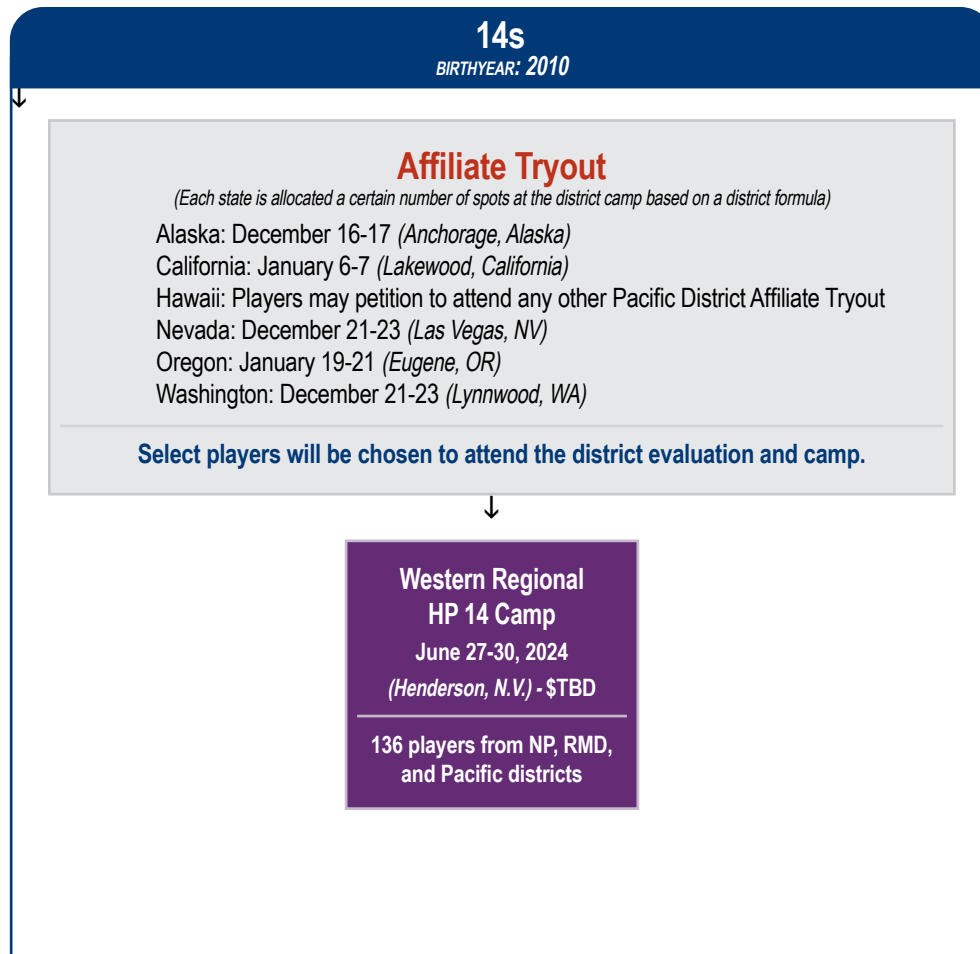 14s
BIRTHYEAR: 2010
↓
Affiliate Tryout
(Each state is allocated a certain number of spots at the district camp based on a district formula)
Alaska: December 16-17 (Anchorage, Alaska)
California: January 6-7 (Lakewood, California)
Hawaii: Players may petition to attend any other Pacific District Affiliate Tryout
Nevada: December 21-23 (Las Vegas, NV)
Oregon: January 19-21 (Eugene, OR)
Washington: December 21-23 (Lynnwood, WA)
Select players will be chosen to attend the district evaluation and camp.
↓
Western Regional
HP 14 Camp
June 27-30, 2024
(Henderson, N.V.) - $TBD
136 players from NP, RMD,
and Pacific districts